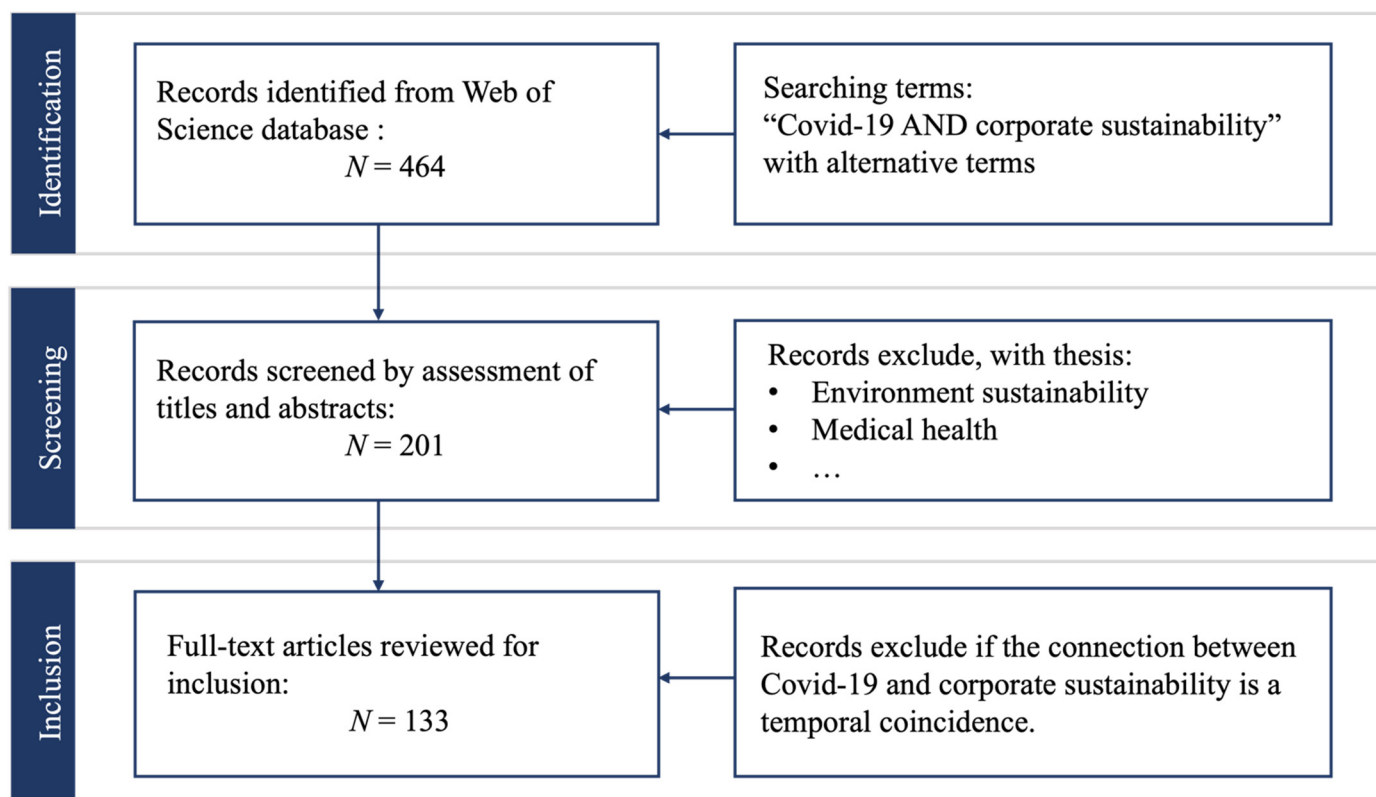 Identification
Records identified from Web of
Science database :
N = 464
Searching terms:
“Covid-19 AND corporate sustainability”
with alternative terms
Screening
Records screened by assessment of
titles and abstracts:
N = 201
Records exclude, with thesis:
• Environment sustainability
• Medical health
• …
Inclusion
Full-text articles reviewed for
inclusion:
N = 133
Records exclude if the connection between
Covid-19 and corporate sustainability is a
temporal coincidence.